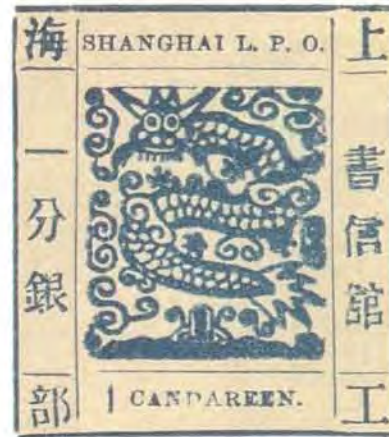 上
海
SHANGHAI L. P. O.
書信館
一分銀
工
部
1 CANDAREEN.